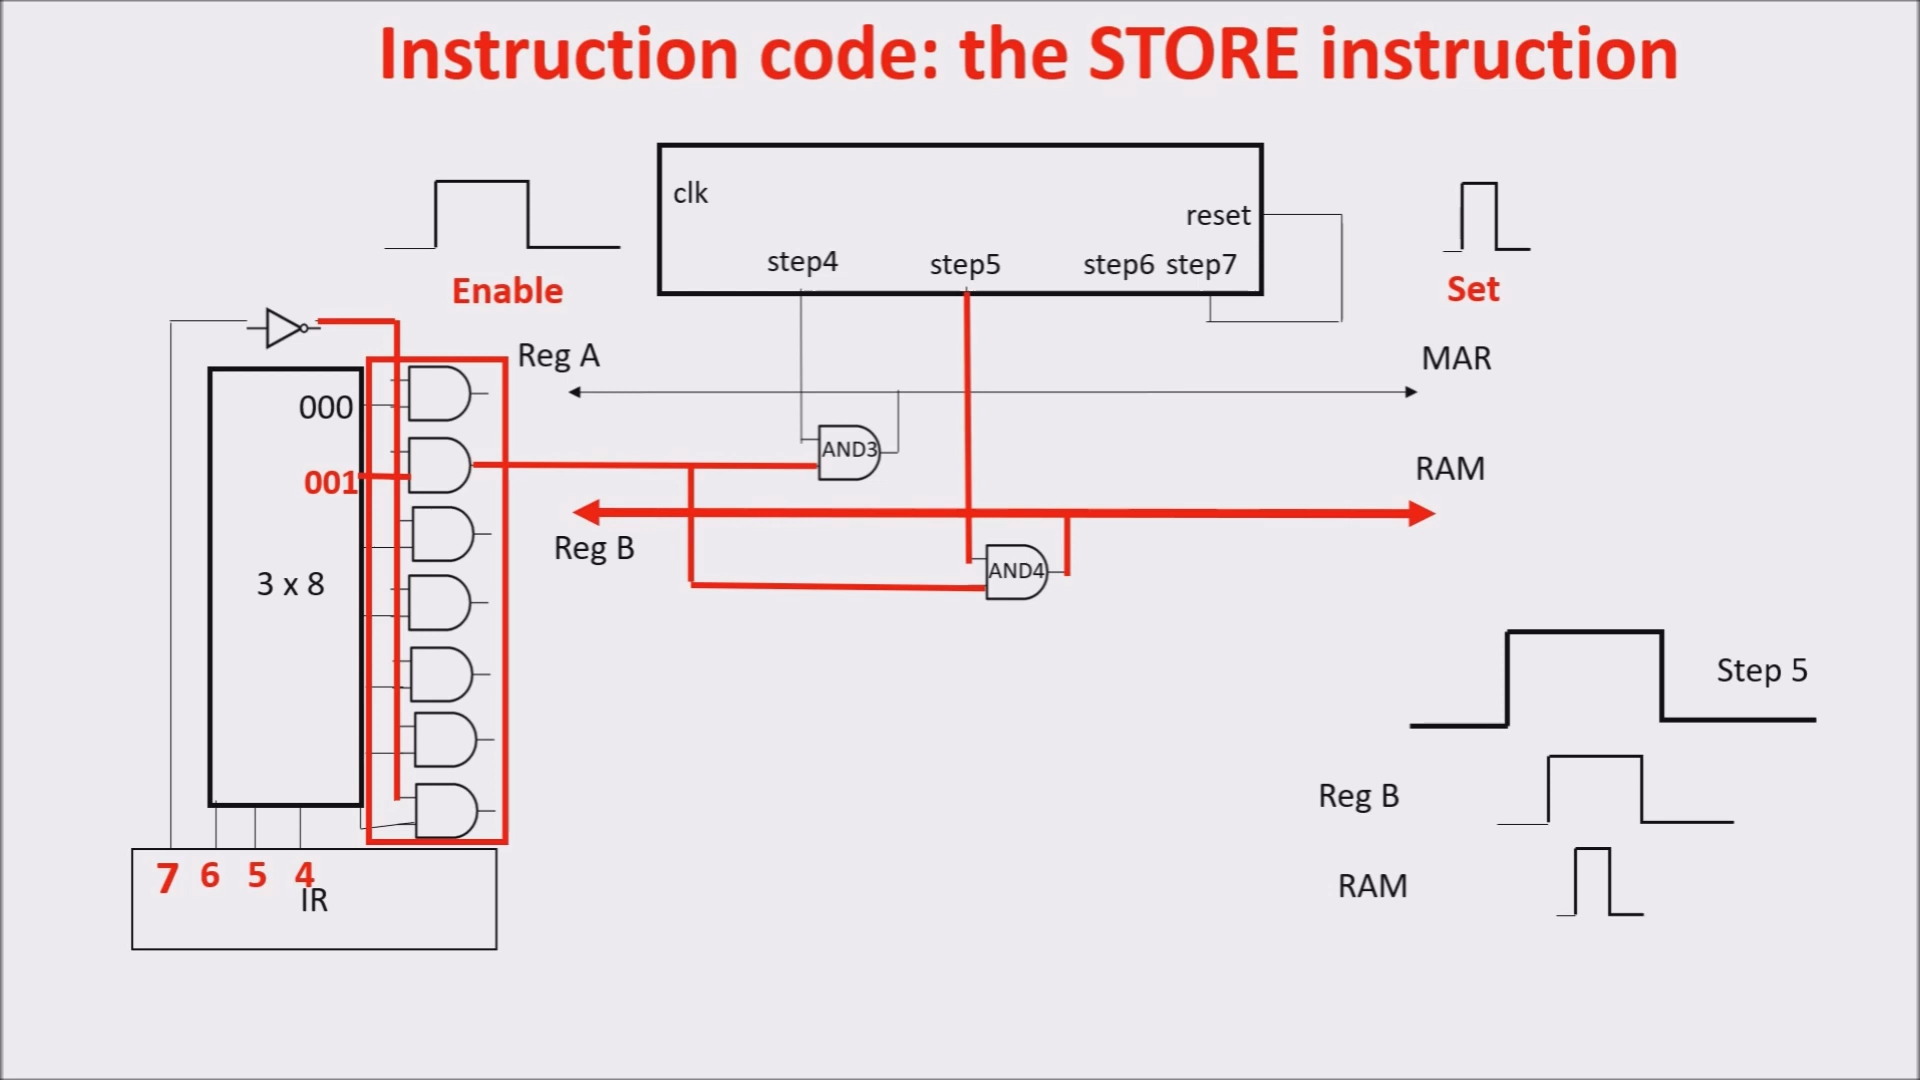 Instruction code: the STORE instruction
clk
reset
step4 step5 step6 step7
Enable
Set
Reg A
MAR
000
AND3
001
RAM
Reg B
AND4
3 x 8
Step 5
Reg B
RAM
7 6 5 4
IR